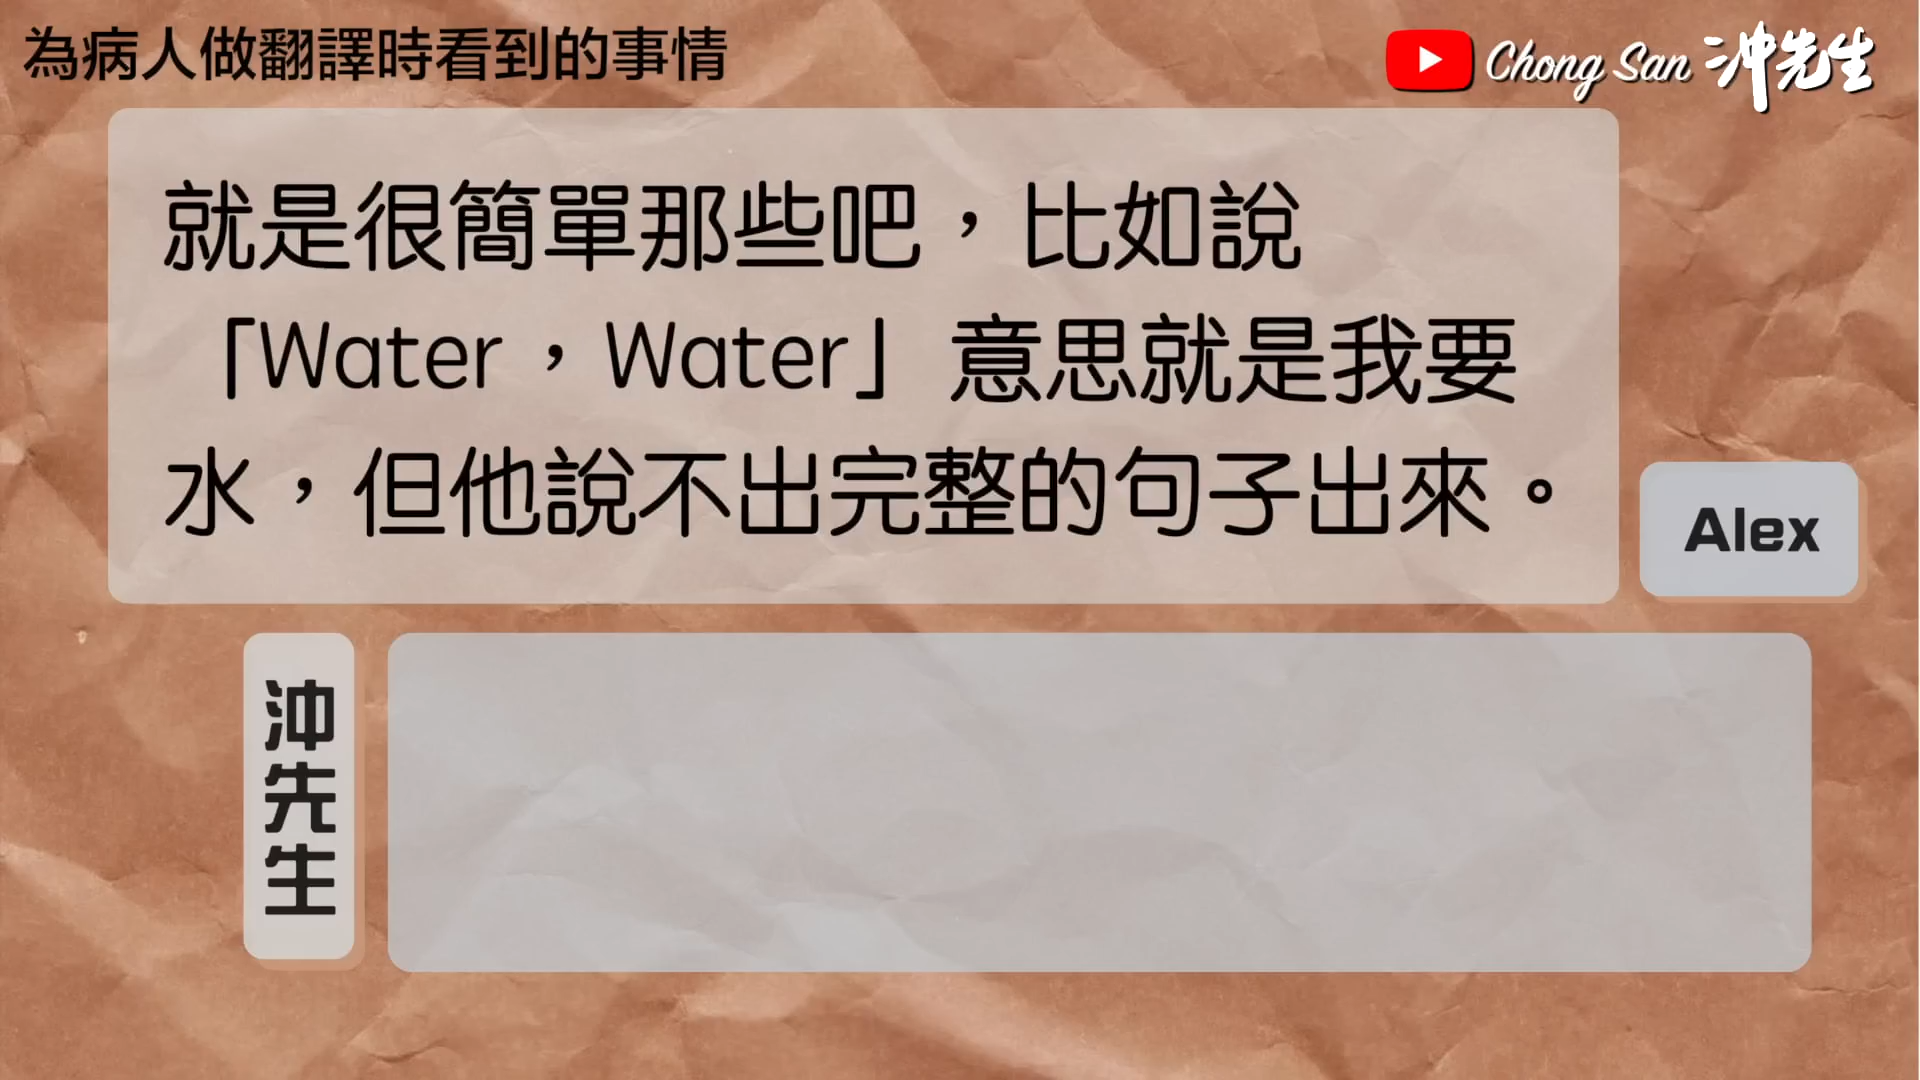 為病人做翻譯時看到的事情
Chong San 沖先生
就是很簡單那些吧，比如說
「Water，Water」意思就是我要
水，但他說不出完整的句子出來。
Alex
沖先生